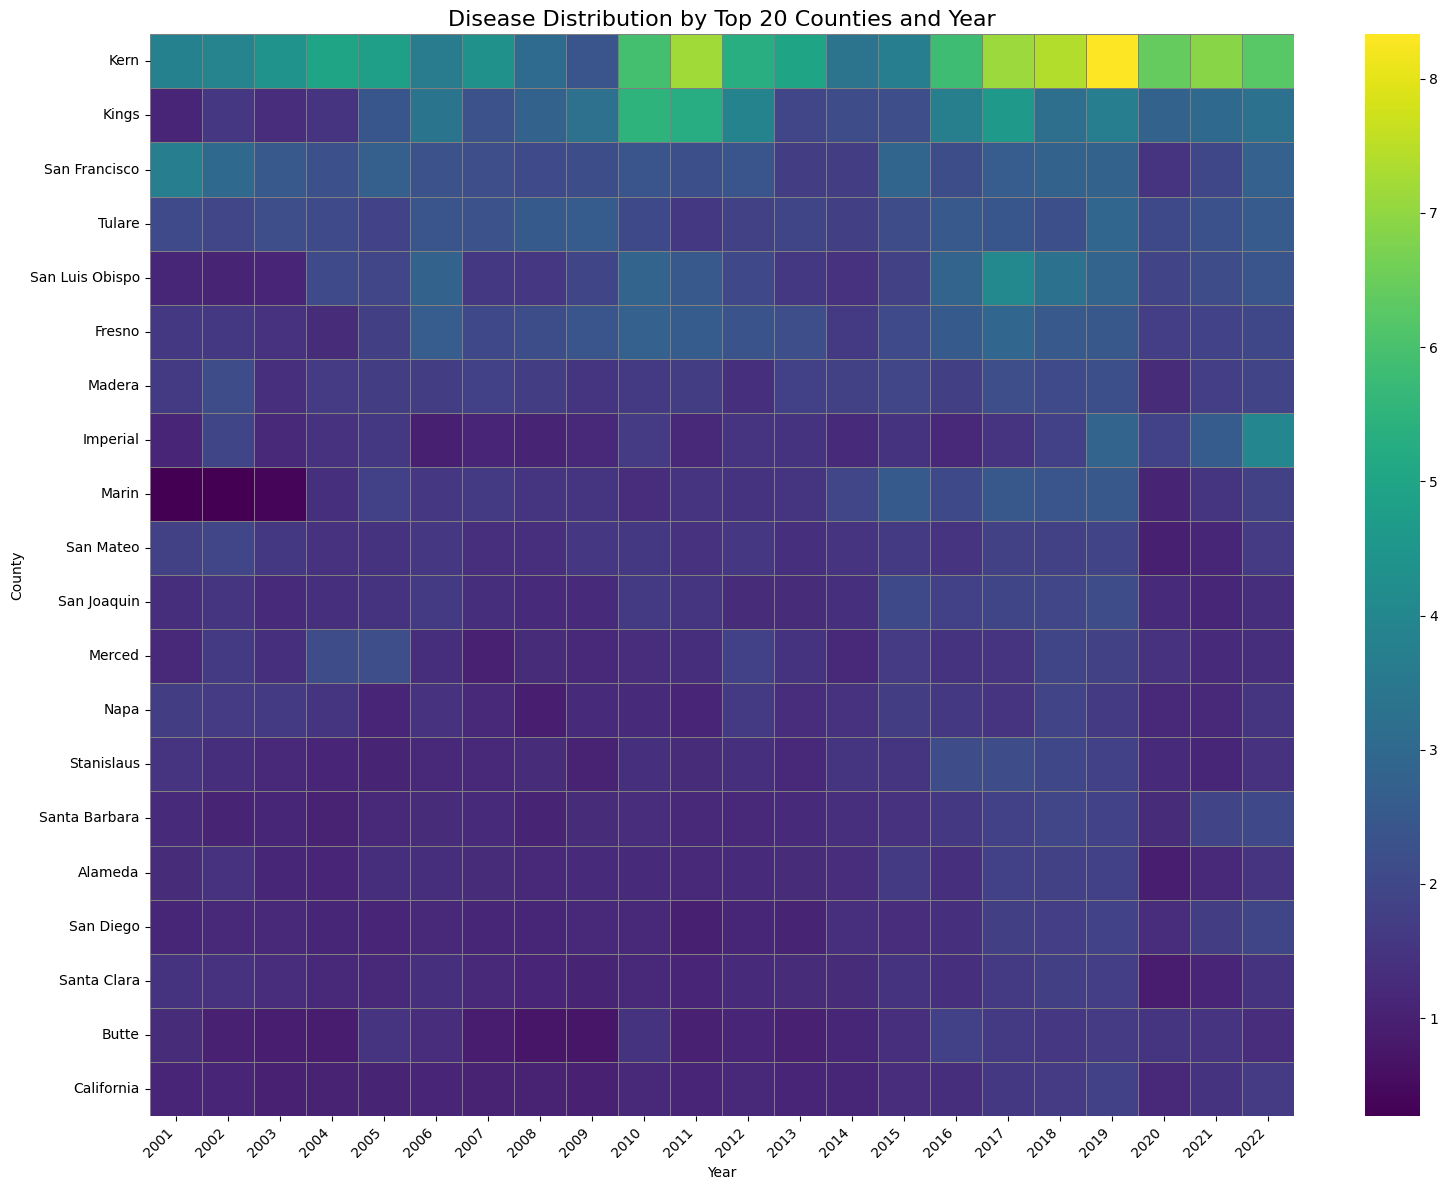 Disease Distribution by Top 20 Counties and Year
Kern
Kings
San Francisco
Tulare
San Luis Obispo
Fresno
Madera
Imperial
Marin
San Mateo
San Joaquin
Merced
Napa
Stanislaus
Santa Barbara
Alameda
San Diego
Santa Clara
Butte
California
County
2001
2002
2003
2004
2005
2006
2007
2008
2009
2010
2011
2012
2013
2014
2015
2016
2017
2018
2019
2020
2021
2022
Year
8
7
6
5
4
3
2
1